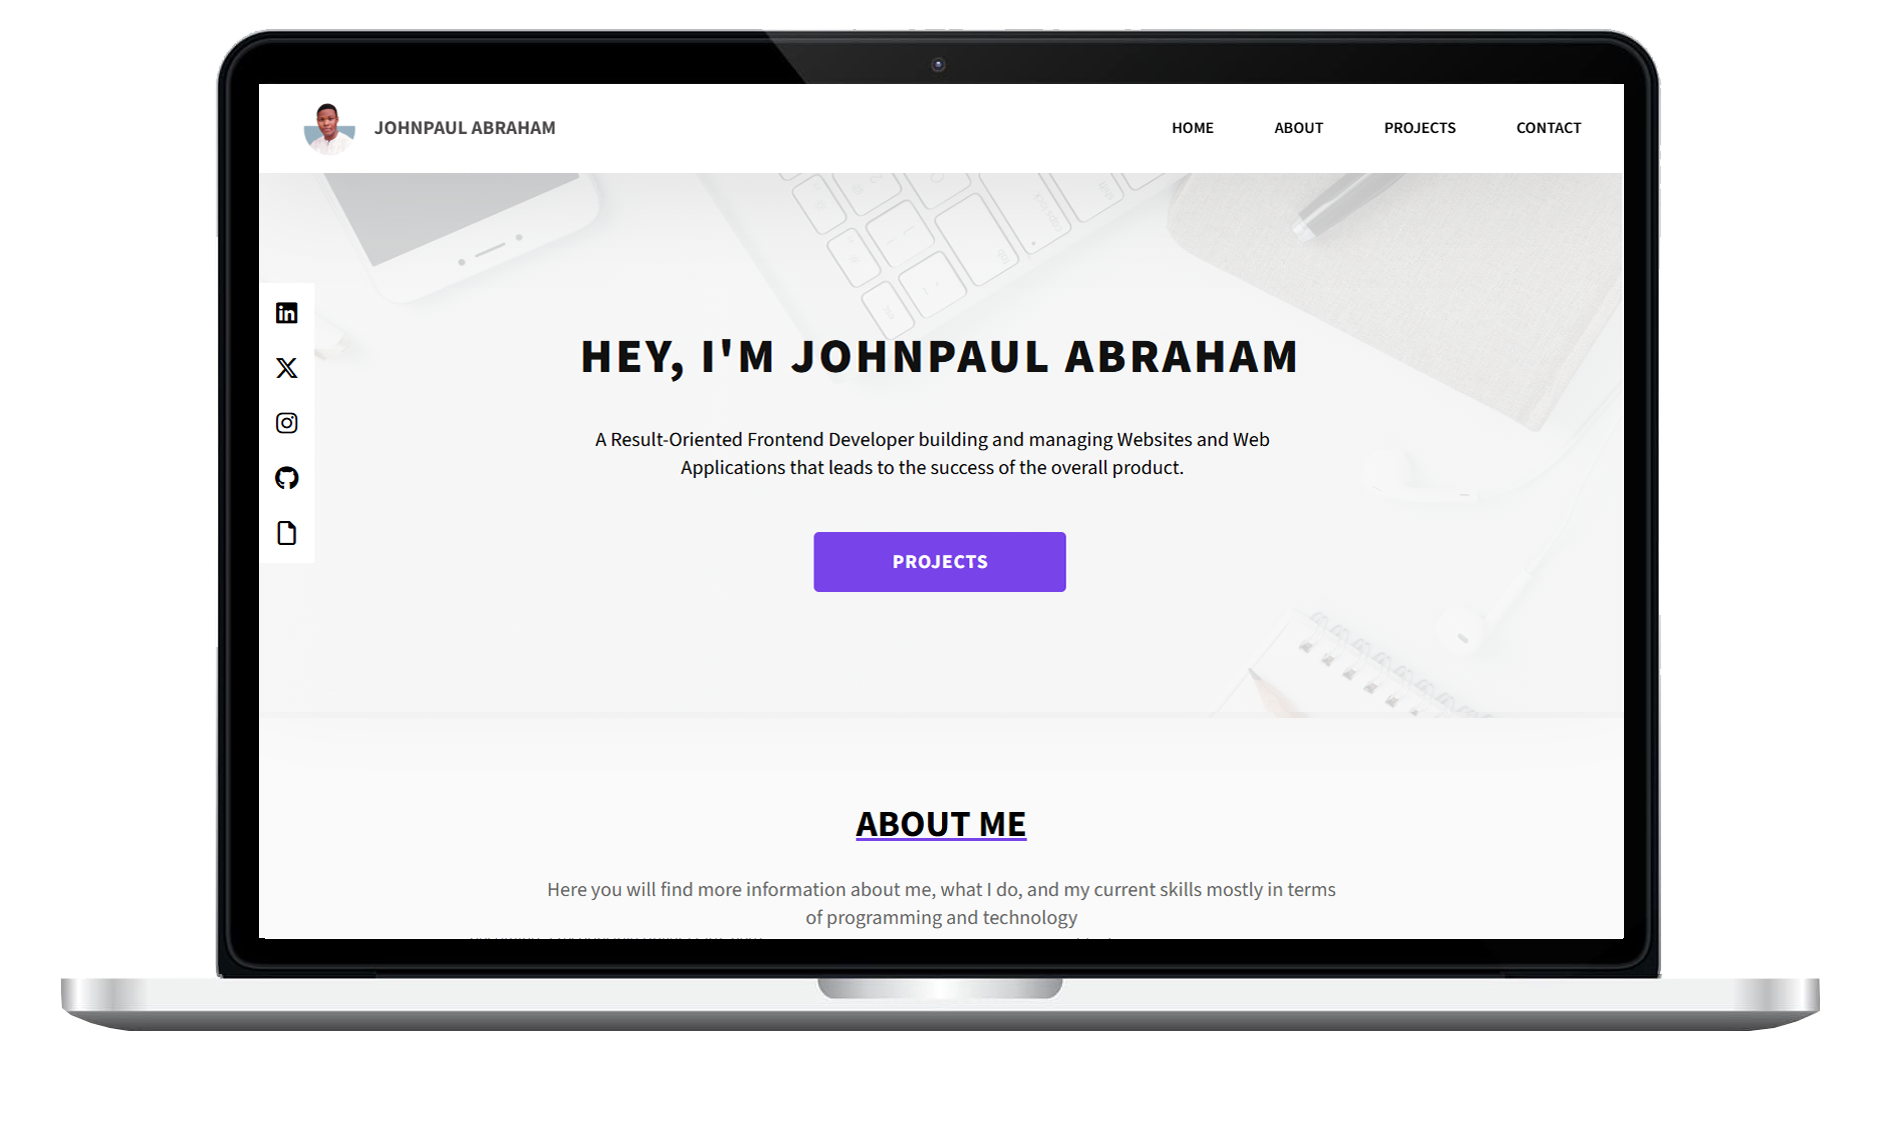 JOHNPAUL ABRAHAM
HOME ABOUT PROJECTS CONTACT
HEY, I'M JOHNPAUL ABRAHAM
A Result-Oriented Frontend Developer building and managing Websites and Web
Applications that leads to the success of the overall product.
PROJECTS
ABOUT ME
Here you will find more information about me, what I do, and my current skills mostly in terms
of programming and technology